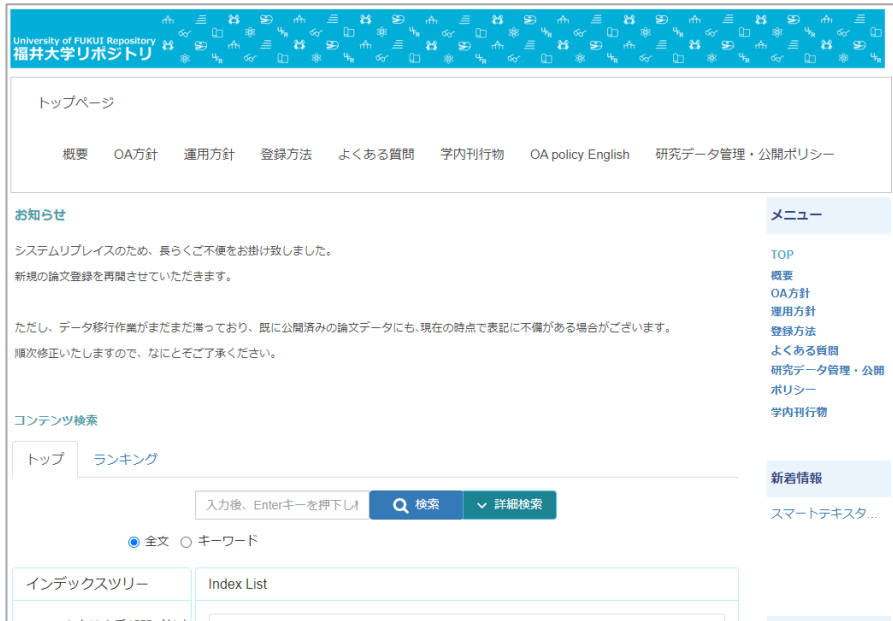 University of FUKUI Repository
福井大学リポジトリ
トップページ
概要 OA方針 運用方針 登録方法 よくある質問 学内刊行物 OA policy English 研究データ管理・公開ポリシー
お知らせ
システムリプレイスのため、長らくご不便をお掛け致しました。
新規の論文登録を再開させていただきます。
ただし、データ移行作業がまだまだ滞っており、既に公開済みの論文データにも、現在の時点で表記に不備がある場合がございます。
順次修正いたしますので、なにとぞご了承ください。
コンテンツ検索
トップ ランキング
入力後、Enterキーを押下し
検索 詳細検索
全文 キーワード
インデックスツリー
Index List
メニュー
TOP
概要
OA方針
運用方針
登録方法
よくある質問
研究データ管理・公開
ポリシー
学内刊行物
新着情報
スマートテキスタ...